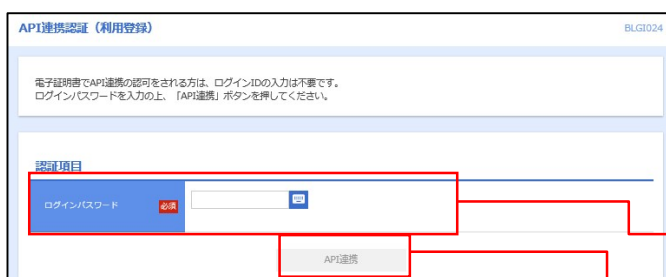 API連携認証（利用登録）
BLGI024
電子証明書でAPI連携の認可をされる方は、ログインIDの入力は不要です。
ログインパスワードを入力の上、「API連携」ボタンを押してください。
認証項目
ログインパスワード 必須
API連携